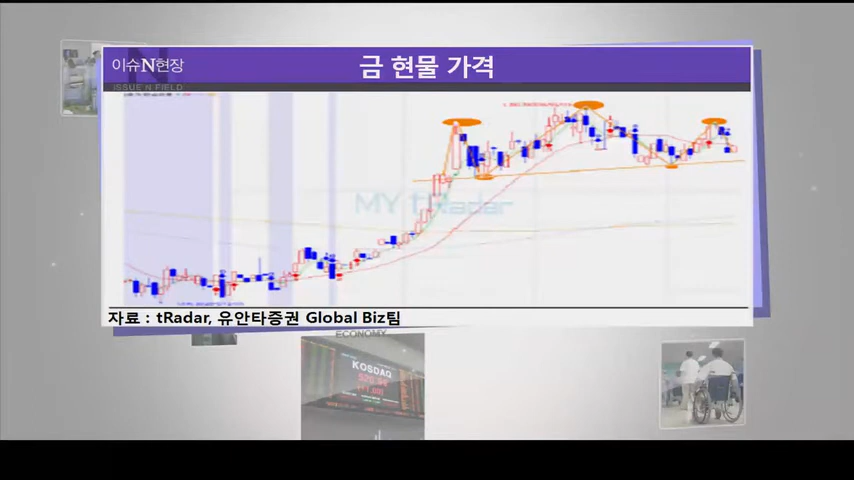 이슈N현장
ISSUE N FIELD
금 현물 가격
MY tRadar
자료 : tRadar, 유안타증권 Global Biz팀
ECONOMY
KOSDAQ